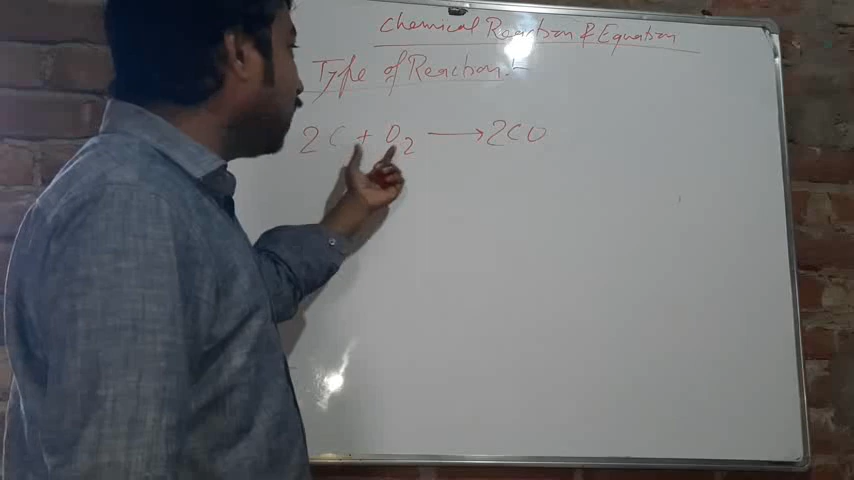 Chemical Reaction & Equation
Type of Reaction :-
2C + O2 → 2CO